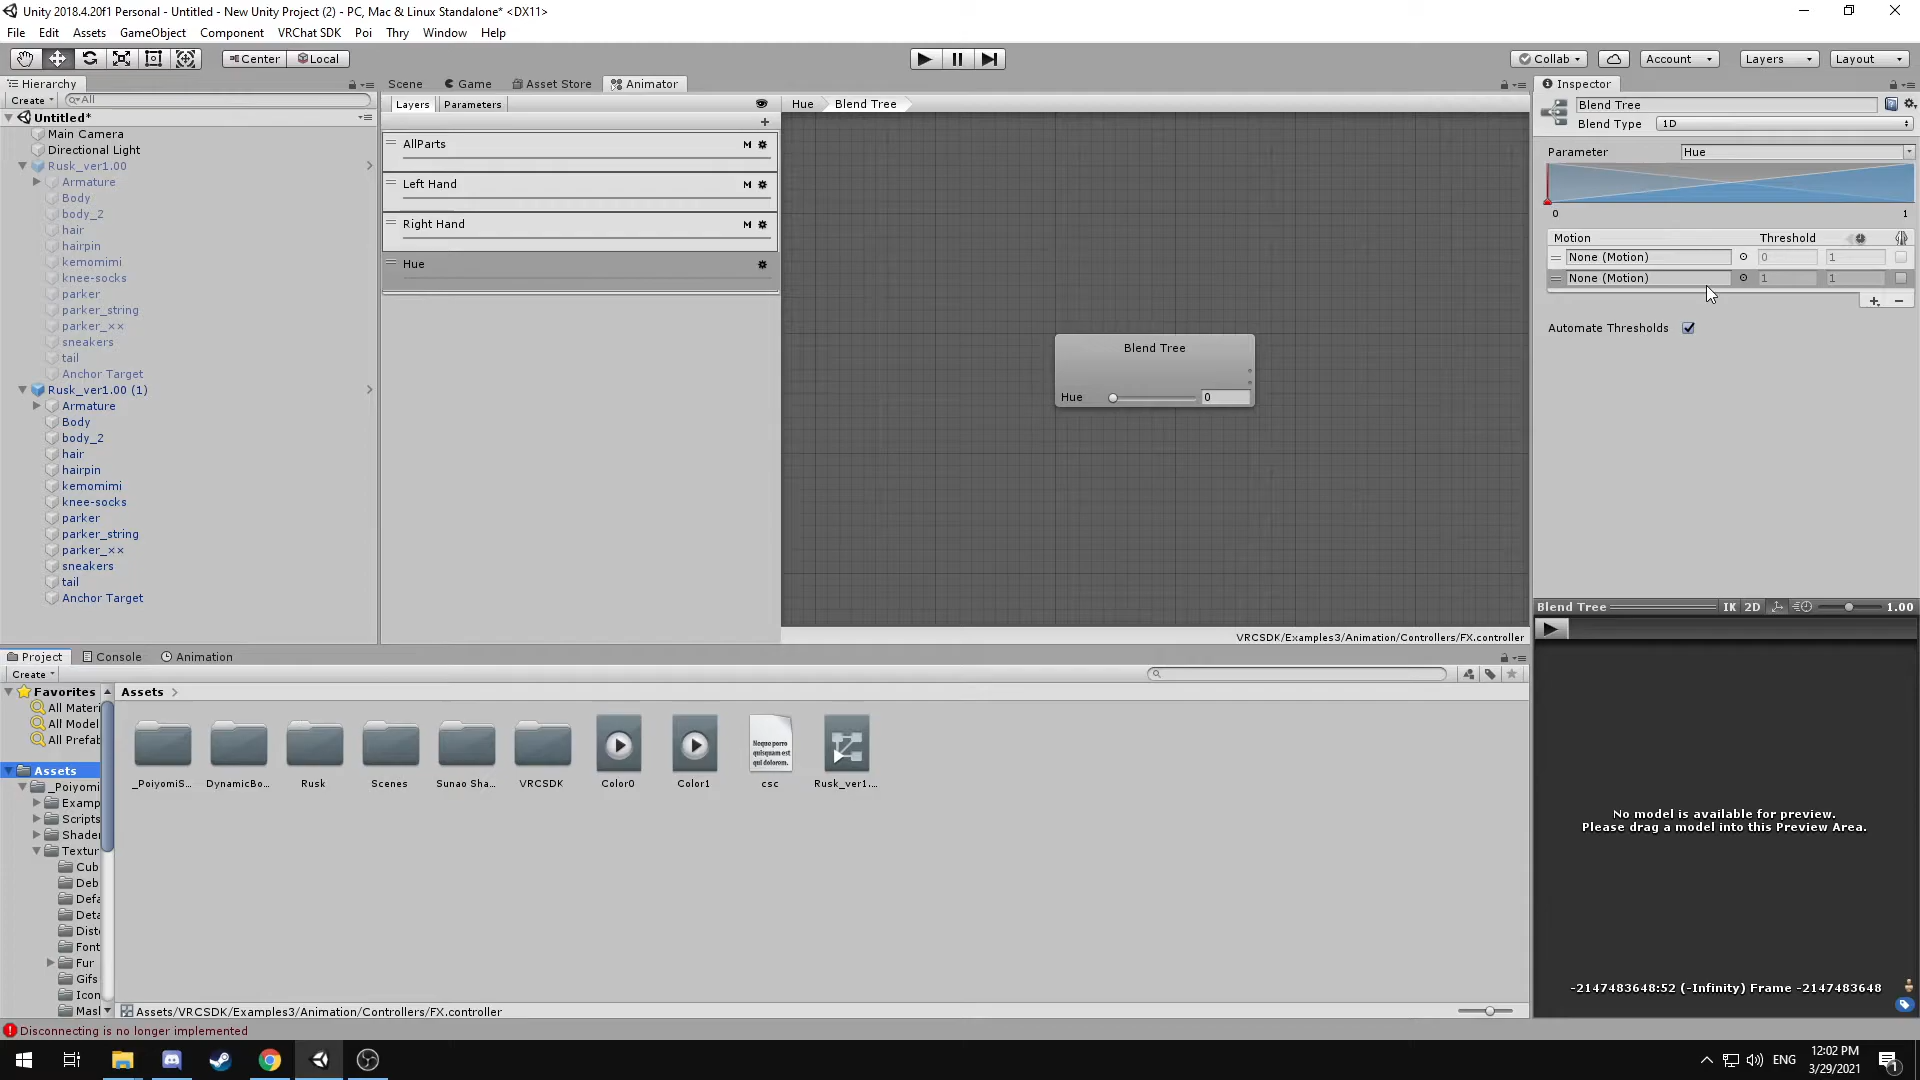 Unity 2018.4.20f1 Personal - Untitled - New Unity Project (2) - PC, Mac & Linux Standalone* <DX11>
File Edit Assets GameObject Component VRChat SDK Poi Thry Window Help
Center Local Collab Account Layers Layout
Hierarchy Scene Game Asset Store Animator Inspector
Create All Layers Parameters Hue Blend Tree Blend Tree
Untitled* Blend Type 1D
Main Camera
Directional Light Parameter Hue
Rusk_ver1.00
Armature
Body
body_2
hair
hairpin
kemomimi
knee-socks
parker
parker_string
parker_××
sneakers
tail
Anchor Target
Rusk_ver1.00 (1)
Armature
Body
body_2
hair
hairpin
kemomimi
knee-socks
parker
parker_string
parker_××
sneakers
tail
Anchor Target
AllParts M
Left Hand M
Right Hand M
Hue
Blend Tree
Hue 0
VRCSDK/Examples3/Animation/Controllers/FX.controller
0 1
Motion Threshold
None (Motion) 0 1
None (Motion) 1 1
Automate Thresholds
Blend Tree IK 2D 1.00
No model is available for preview.
Please drag a model into this Preview Area.
-2147483648:52 (-Infinity) Frame -2147483648
Project Console Animation
Create
Favorites Assets
All Materi
All Model
All Prefab
Assets
_Poiyomi
Examp
Scripts
Shader
Textur
Cub
Deb
Defa
Deta
Dist
Font
Fur
Gifs
Icon
Masl
_PoiyomiS... DynamicBo... Rusk Scenes Sunao Sha... VRCSDK Color0 Color1 csc Rusk_ver1....
Neque porro
quisquam est
qui dolorem.
Assets/VRCSDK/Examples3/Animation/Controllers/FX.controller
Disconnecting is no longer implemented
ENG 12:02 PM
3/29/2021
1